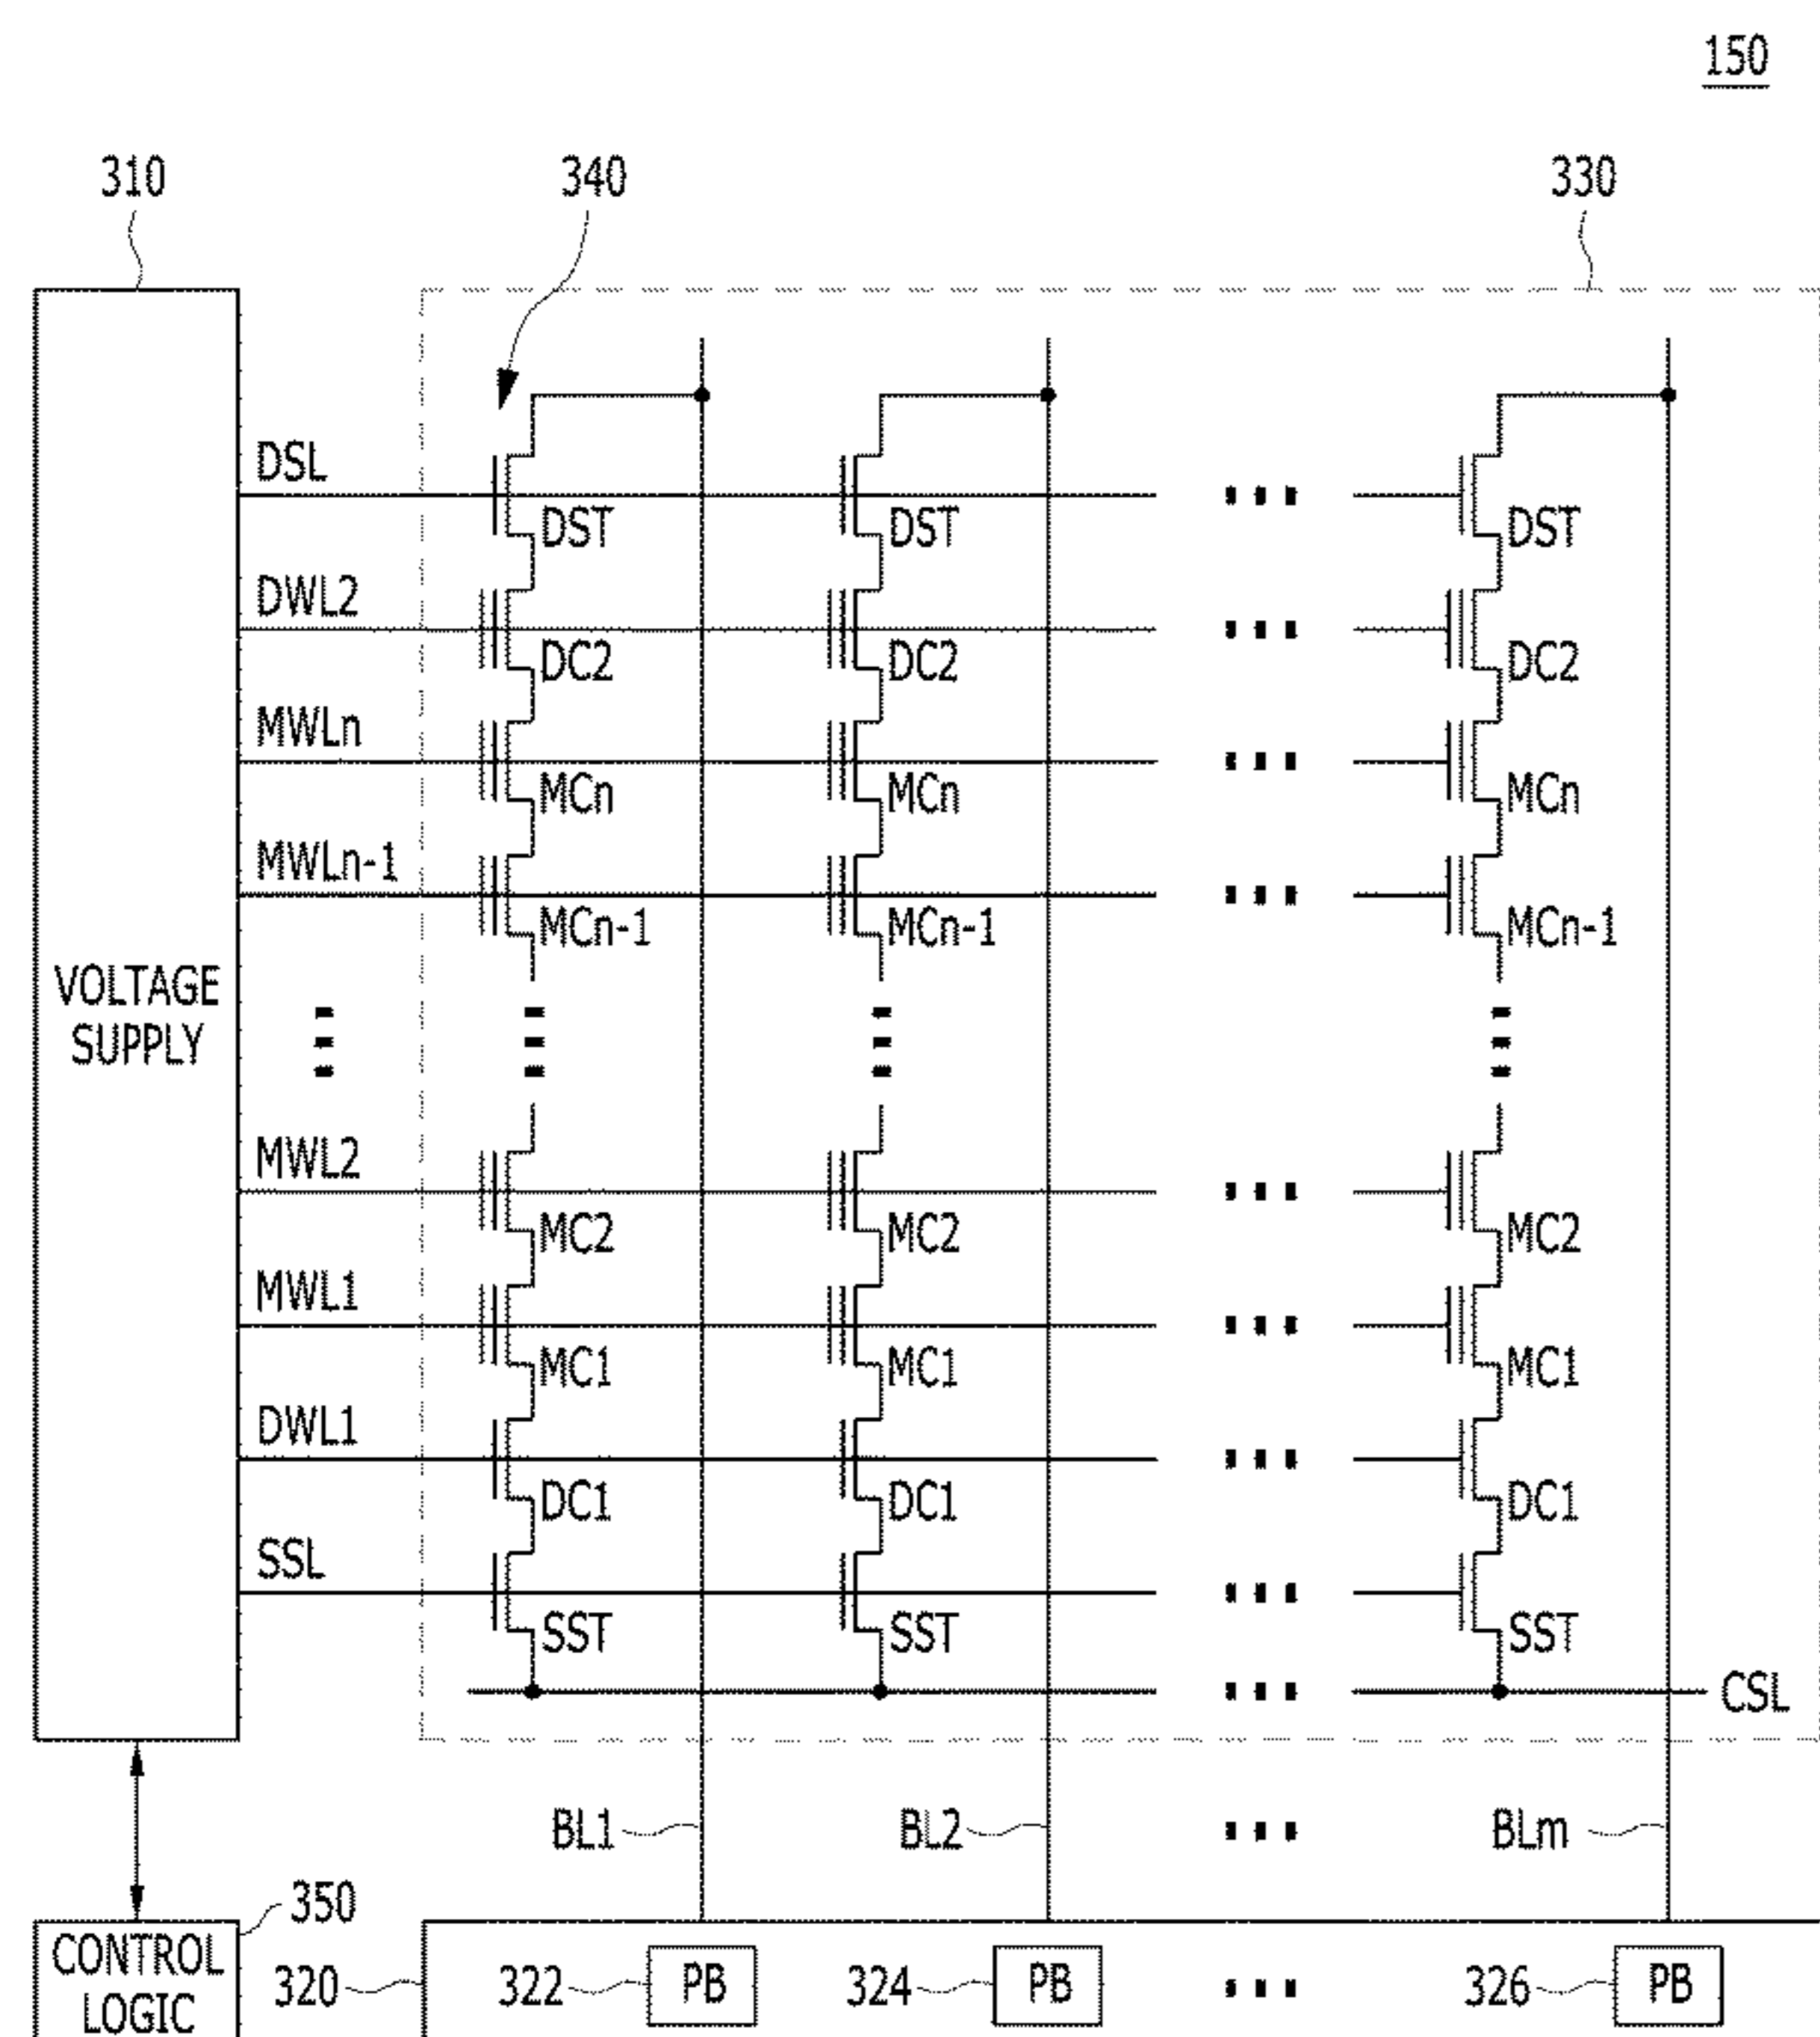 150
310 340 330
DSL
DST DST DST
DWL2
DC2 DC2 DC2
MWLn
MCn MCn MCn
MWLn-1
MCn-1 MCn-1 MCn-1
VOLTAGE
SUPPLY
MWL2
MC2 MC2 MC2
MWL1
MC1 MC1 MC1
DWL1
DC1 DC1 DC1
SSL
SST SST SST
CSL
BL1 BL2 BLm
350
CONTROL
LOGIC
320 322 PB 324 PB 326 PB